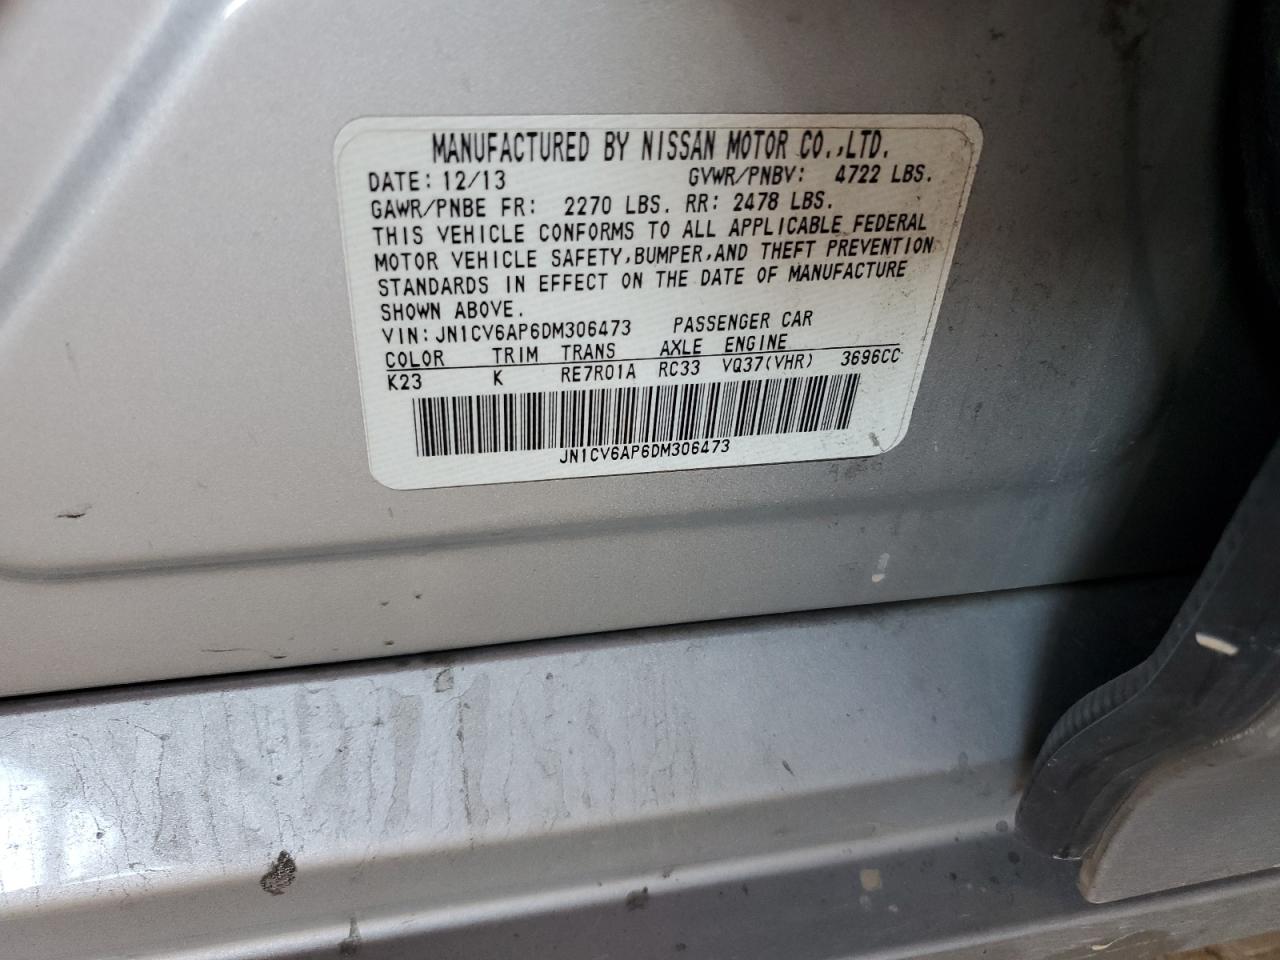 MANUFACTURED BY NISSAN MOTOR CO.,LTD.
DATE: 12/13 GVWR/PNBV: 4722 LBS.
GAWR/PNBE FR: 2270 LBS. RR: 2478 LBS.
THIS VEHICLE CONFORMS TO ALL APPLICABLE FEDERAL
MOTOR VEHICLE SAFETY,BUMPER,AND THEFT PREVENTION
STANDARDS IN EFFECT ON THE DATE OF MANUFACTURE
SHOWN ABOVE.
VIN:JN1CV6AP6DM306473 PASSENGER CAR
COLOR TRIM TRANS AXLE ENGINE
K23 K RE7R01A RC33 VQ37(VHR) 3696CC
JN1CV6AP6DM306473